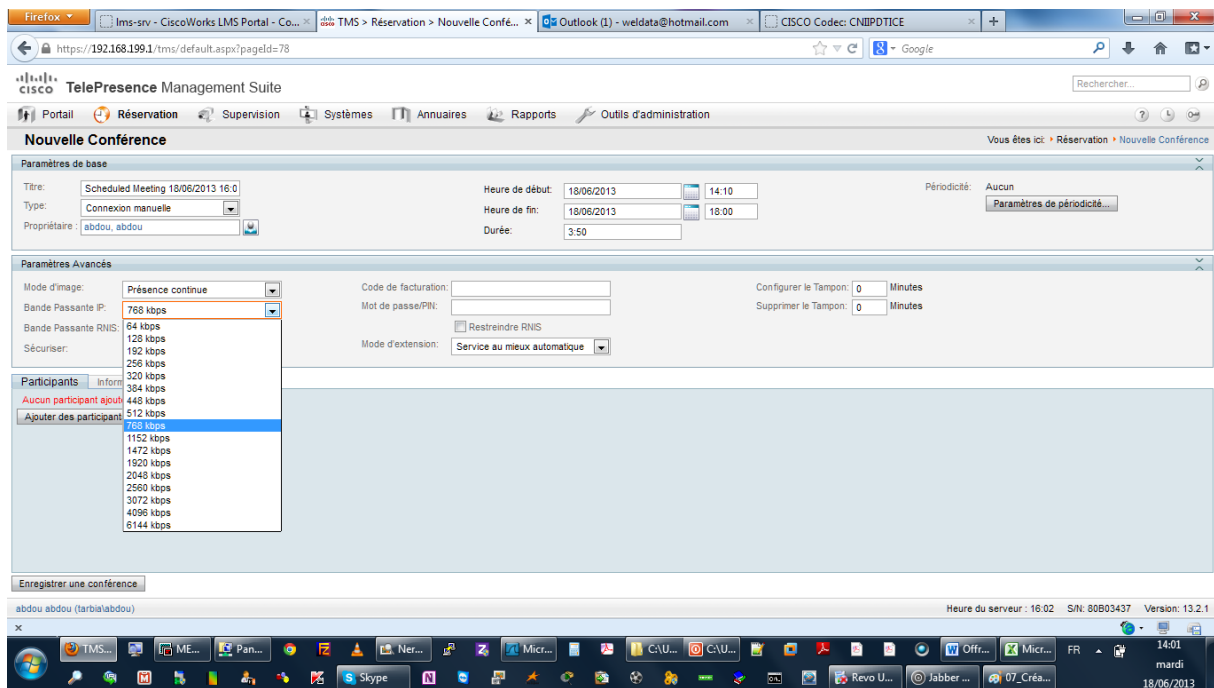 Firefox
lms-srv - CiscoWorks LMS Portal - Co...
TMS > Réservation > Nouvelle Confé...
Outlook (1) - weldata@hotmail.com
CISCO Codec: CNIIPDTICE
https://192.168.199.1/tms/default.aspx?pageId=78
Google
cisco TelePresence Management Suite
Rechercher...
Portail Réservation Supervision Systèmes Annuaires Rapports Outils d'administration
Nouvelle Conférence
Vous êtes ici: Réservation Nouvelle Conférence
Paramètres de base
Titre: Scheduled Meeting 18/06/2013 16:0
Heure de début: 18/06/2013 14:10
Périodicité: Aucun
Type: Connexion manuelle
Paramètres de périodicité...
Heure de fin: 18/06/2013 18:00
Propriétaire : abdou, abdou
Durée: 3:50
Paramètres Avancés
Mode d'image: Présence continue
Code de facturation:
Configurer le Tampon: 0 Minutes
Bande Passante IP: 768 kbps
Mot de passe/PIN:
Supprimer le Tampon: 0 Minutes
Bande Passante RNIS:
Restreindre RNIS
Sécuriser:
Mode d'extension: Service au mieux automatique
64 kbps
128 kbps
192 kbps
256 kbps
320 kbps
384 kbps
448 kbps
512 kbps
768 kbps
1152 kbps
1472 kbps
1920 kbps
2048 kbps
2560 kbps
3072 kbps
4096 kbps
6144 kbps
Participants Inform
Aucun participant ajout
Ajouter des participant
Enregistrer une conférence
abdou abdou (tarbia\abdou)
Heure du serveur : 16:02 S/N: 80B03437 Version: 13.2.1
TMS... ME... Pan... Ner... Micr... C:\U... C:\U... Offr... Micr... FR
14:01
mardi
18/06/2013
Skype Revo U... Jabber ... 07_Créa...